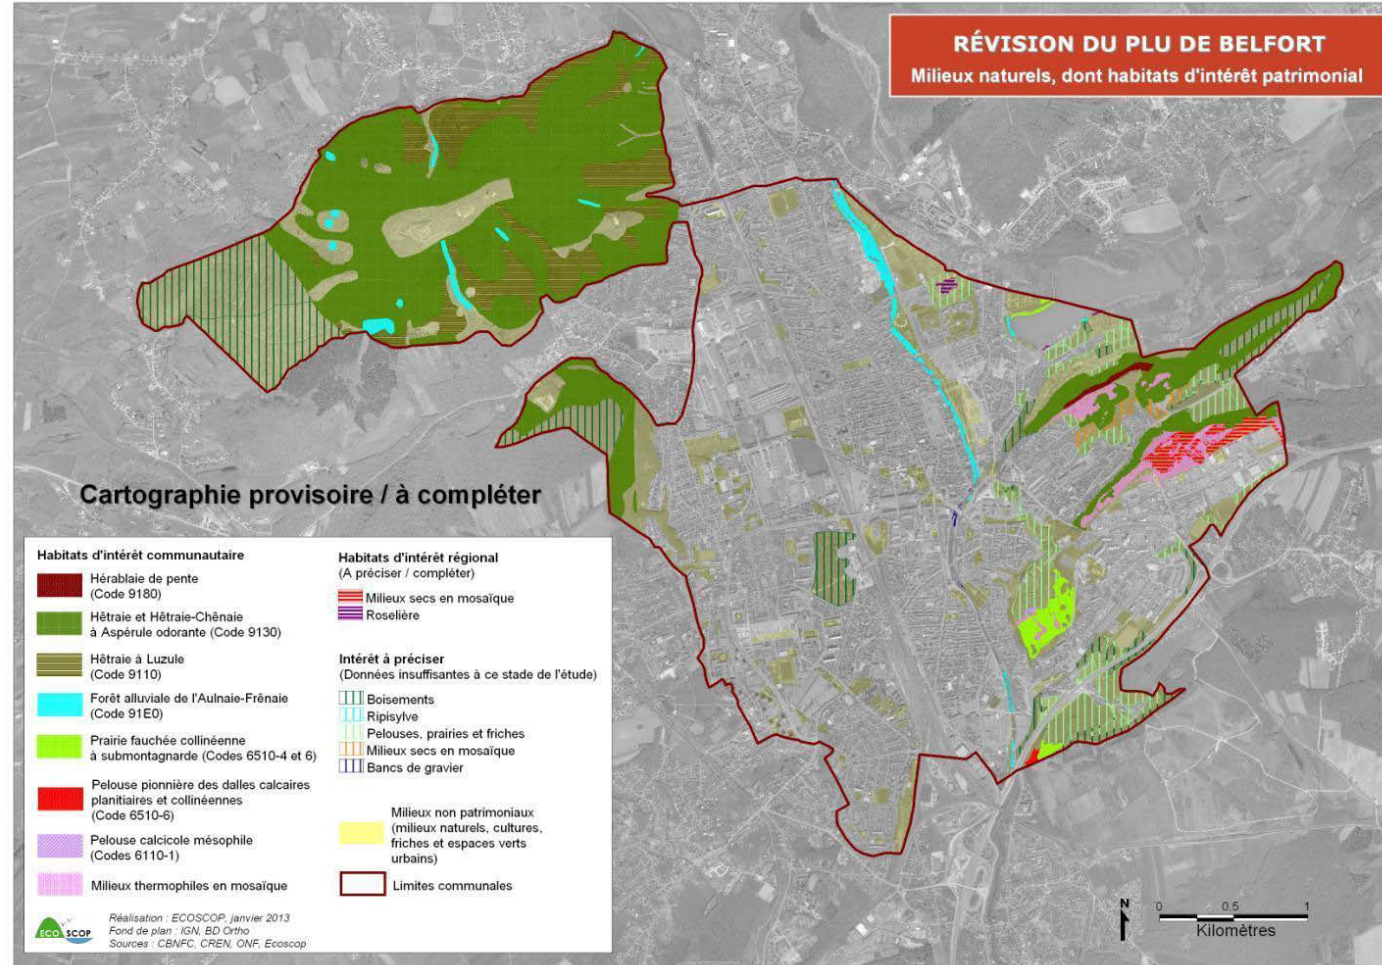 RÉVISION DU PLU DE BELFORT
Milieux naturels, dont habitats d'intérêt patrimonial
Cartographie provisoire / à compléter
Habitats d'intérêt communautaire
Hérablaie de pente
(Code 9180)
Hêtraie et Hêtraie-Chênaie
à Aspérule odorante (Code 9130)
Hêtraie à Luzule
(Code 9110)
Forêt alluviale de l'Aulnaie-Frênaie
(Code 91E0)
Prairie fauchée collinéenne
à submontagnarde (Codes 6510-4 et 6)
Pelouse pionnière des dalles calcaires
planitiaires et collinéennes
(Code 6510-6)
Pelouse calcicole mésophile
(Codes 6110-1)
Milieux thermophiles en mosaïque
Habitats d'intérêt régional
(A préciser / compléter)
Milieux secs en mosaïque
Roselière
Intérêt à préciser
(Données insuffisantes à ce stade de l'étude)
Boisements
Ripisylve
Pelouses, prairies et friches
Milieux secs en mosaïque
Bancs de gravier
Milieux non patrimoniaux
(milieux naturels, cultures,
friches et espaces verts
urbains)
Limites communales
ECO SCOP
Réalisation : ECOSCOP, janvier 2013
Fond de plan : IGN, BD Ortho
Sources : CBNFC, CREN, ONF, Ecoscop
N
0 0.5 1
Kilomètres